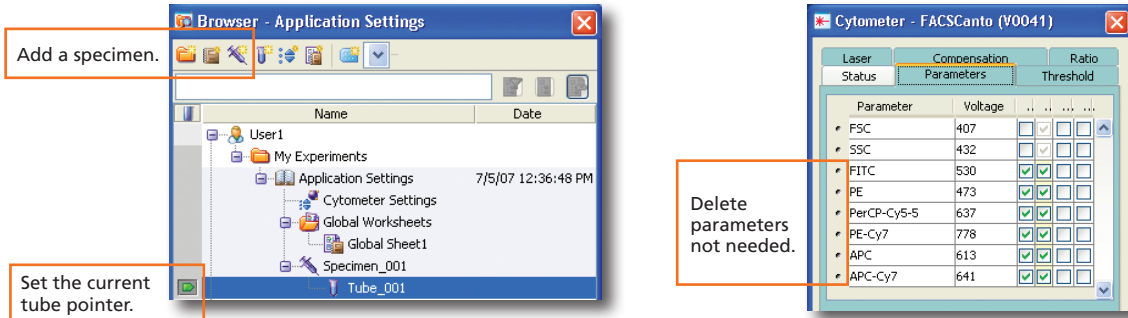 Browser - Application Settings
Add a specimen.
Name Date
User1
My Experiments
Application Settings 7/5/07 12:36:48 PM
Cytometer Settings
Global Worksheets
Global Sheet1
Specimen_001
Tube_001
Set the current
tube pointer.
Cytometer - FACSCanto (V0041)
Laser Compensation Ratio
Status Parameters Threshold
Parameter Voltage .. .. ... ...
FSC 407
SSC 432
FITC 530
PE 473
PerCP-Cy5-5 637
PE-Cy7 778
APC 613
APC-Cy7 641
Delete
parameters
not needed.